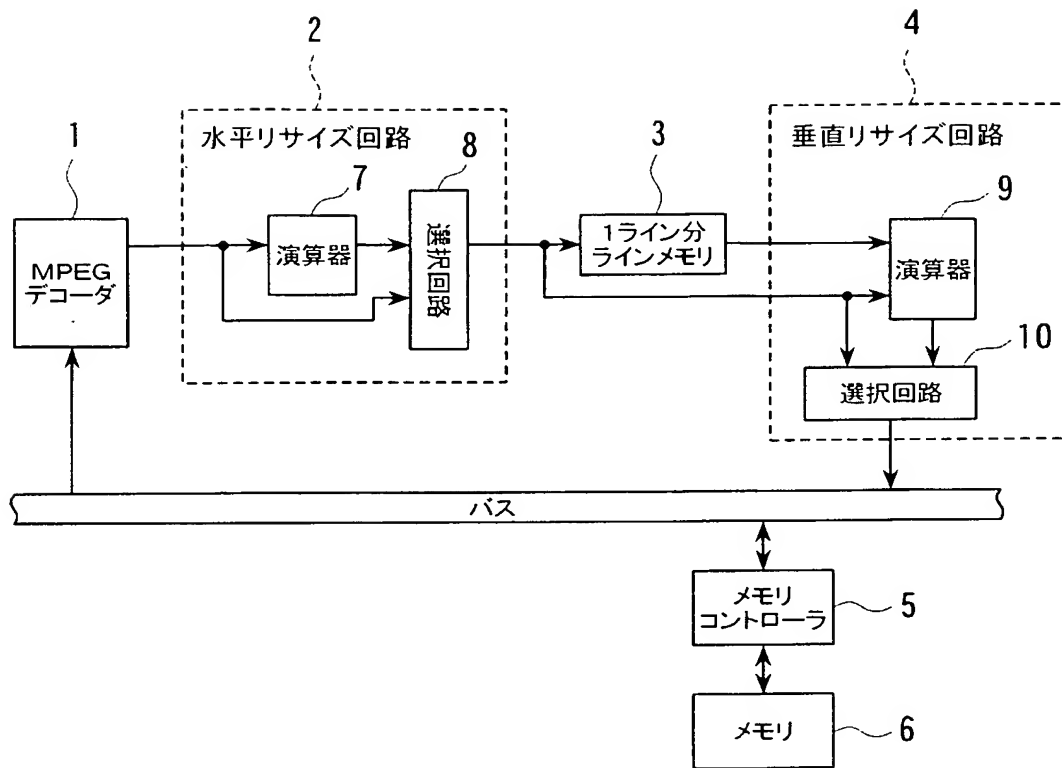 2
4
水平リサイズ回路
垂直リサイズ回路
1
8
3
7
9
MPEG
デコーダ
演算器
選択回路
1ライン分
ラインメモリ
演算器
10
選択回路
バス
メモリ
コントローラ
5
メモリ
6